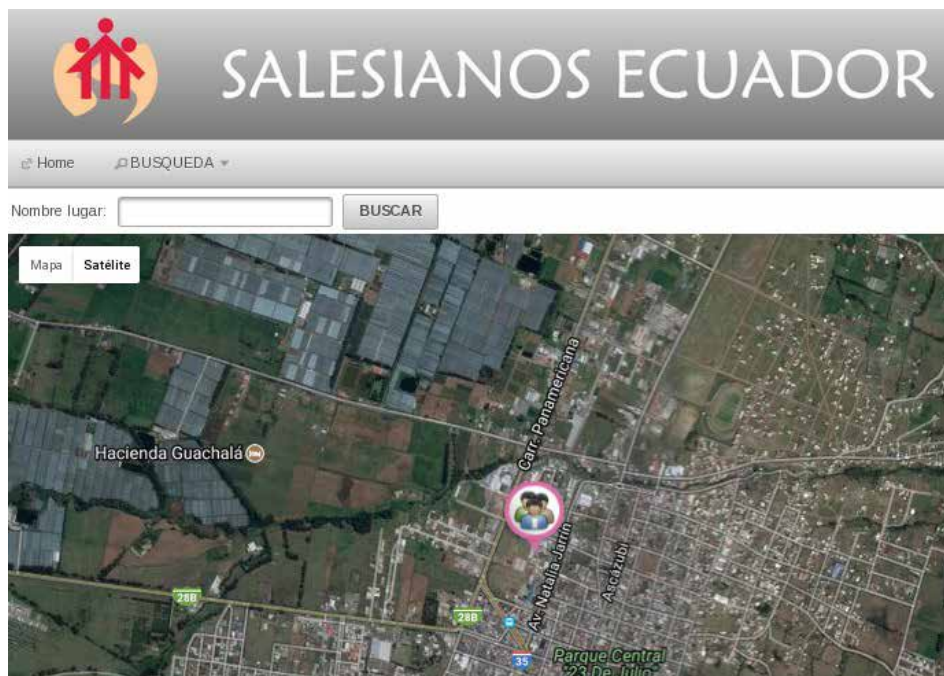 SALESIANOS ECUADOR
Home BUSQUEDA
Nombre lugar: BUSCAR
Mapa Satélite
Carr. Panamericana
Hacienda Guachalá
Av. Natalia Jarrín
Ascázubi
28B
28B
35
Parque Central
"23 De Julio"